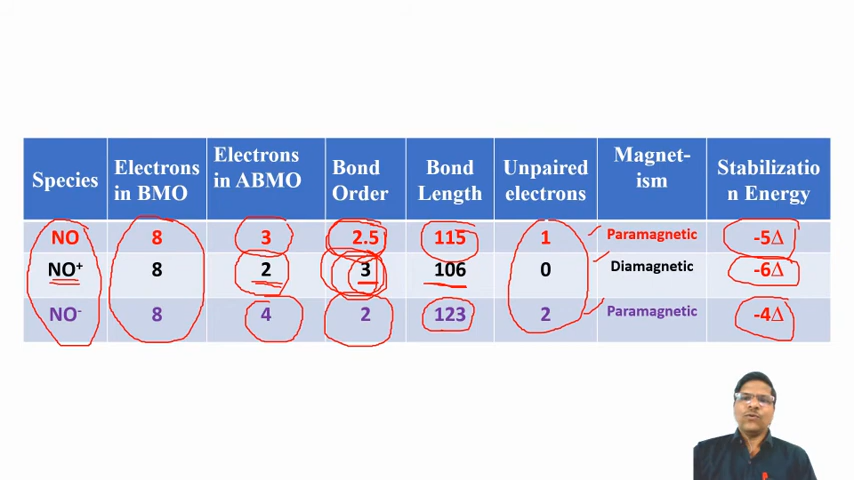 Species Electrons in BMO Electrons in ABMO Bond Order Bond Length Unpaired electrons Magnet-ism Stabilizatio n Energy
NO 8 3 2.5 115 1 Paramagnetic -5Δ
NO⁺ 8 2 3 106 0 Diamagnetic -6Δ
NO⁻ 8 4 2 123 2 Paramagnetic -4Δ